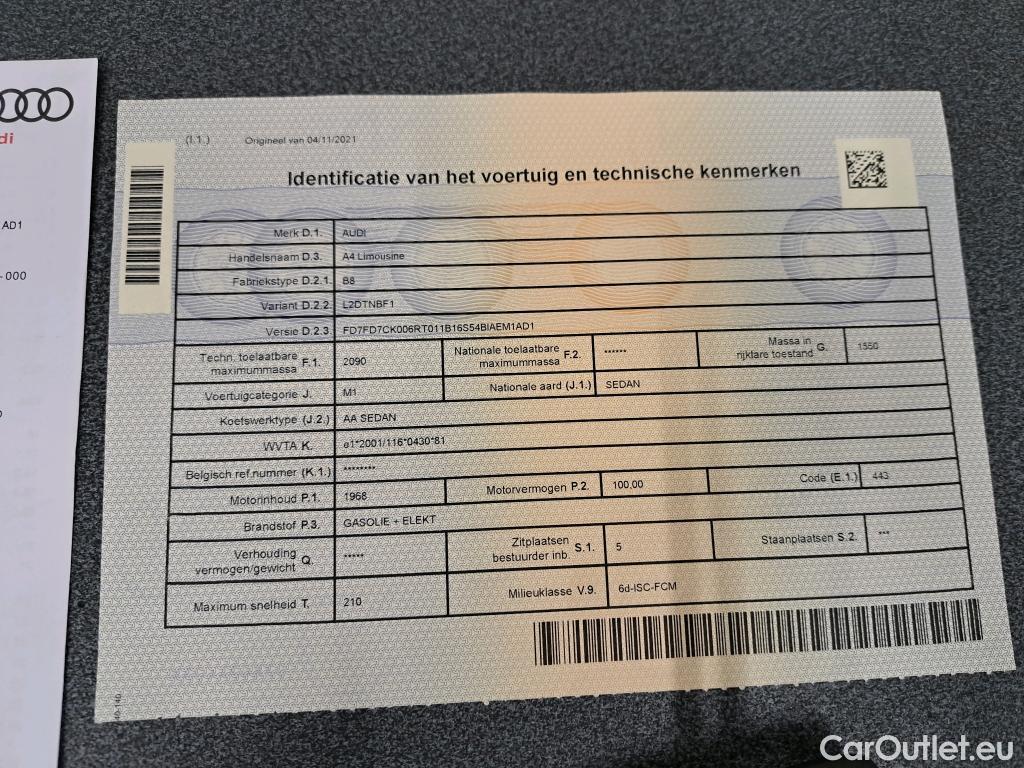 di
AD1
-000
(I.1.) Origineel van 04/11/2021
Identificatie van het voertuig en technische kenmerken
Merk D.1. AUDI
Handelsnaam D.3. A4 Limousine
Fabriekstype D.2.1. B8
Variant D.2.2. L2DTNBF1
Versie D.2.3. FD7FD7CK006RT011B16S54BIAEM1AD1
Techn. toelaatbare maximummassa F.1. 2090 Nationale toelaatbare maximummassa F.2. ****** Massa in rijklare toestand G. 1550
Voertuigcategorie J. M1 Nationale aard (J.1.) SEDAN
Koetswerktype (J.2.) AA SEDAN
WVTA K. e1*2001/116*0430*81
Belgisch ref.nummer (K.1.) ********
Motorinhoud P.1. 1968 Motorvermogen P.2. 100,00 Code (E.1.) 443
Brandstof P.3. GASOLIE + ELEKT
Verhouding vermogen/gewicht Q. ***** Zitplaatsen bestuurder inb. S.1. 5 Staanplaatsen S.2. ***
Maximum snelheid T. 210 Milieuklasse V.9. 6d-ISC-FCM
CarOutlet.eu